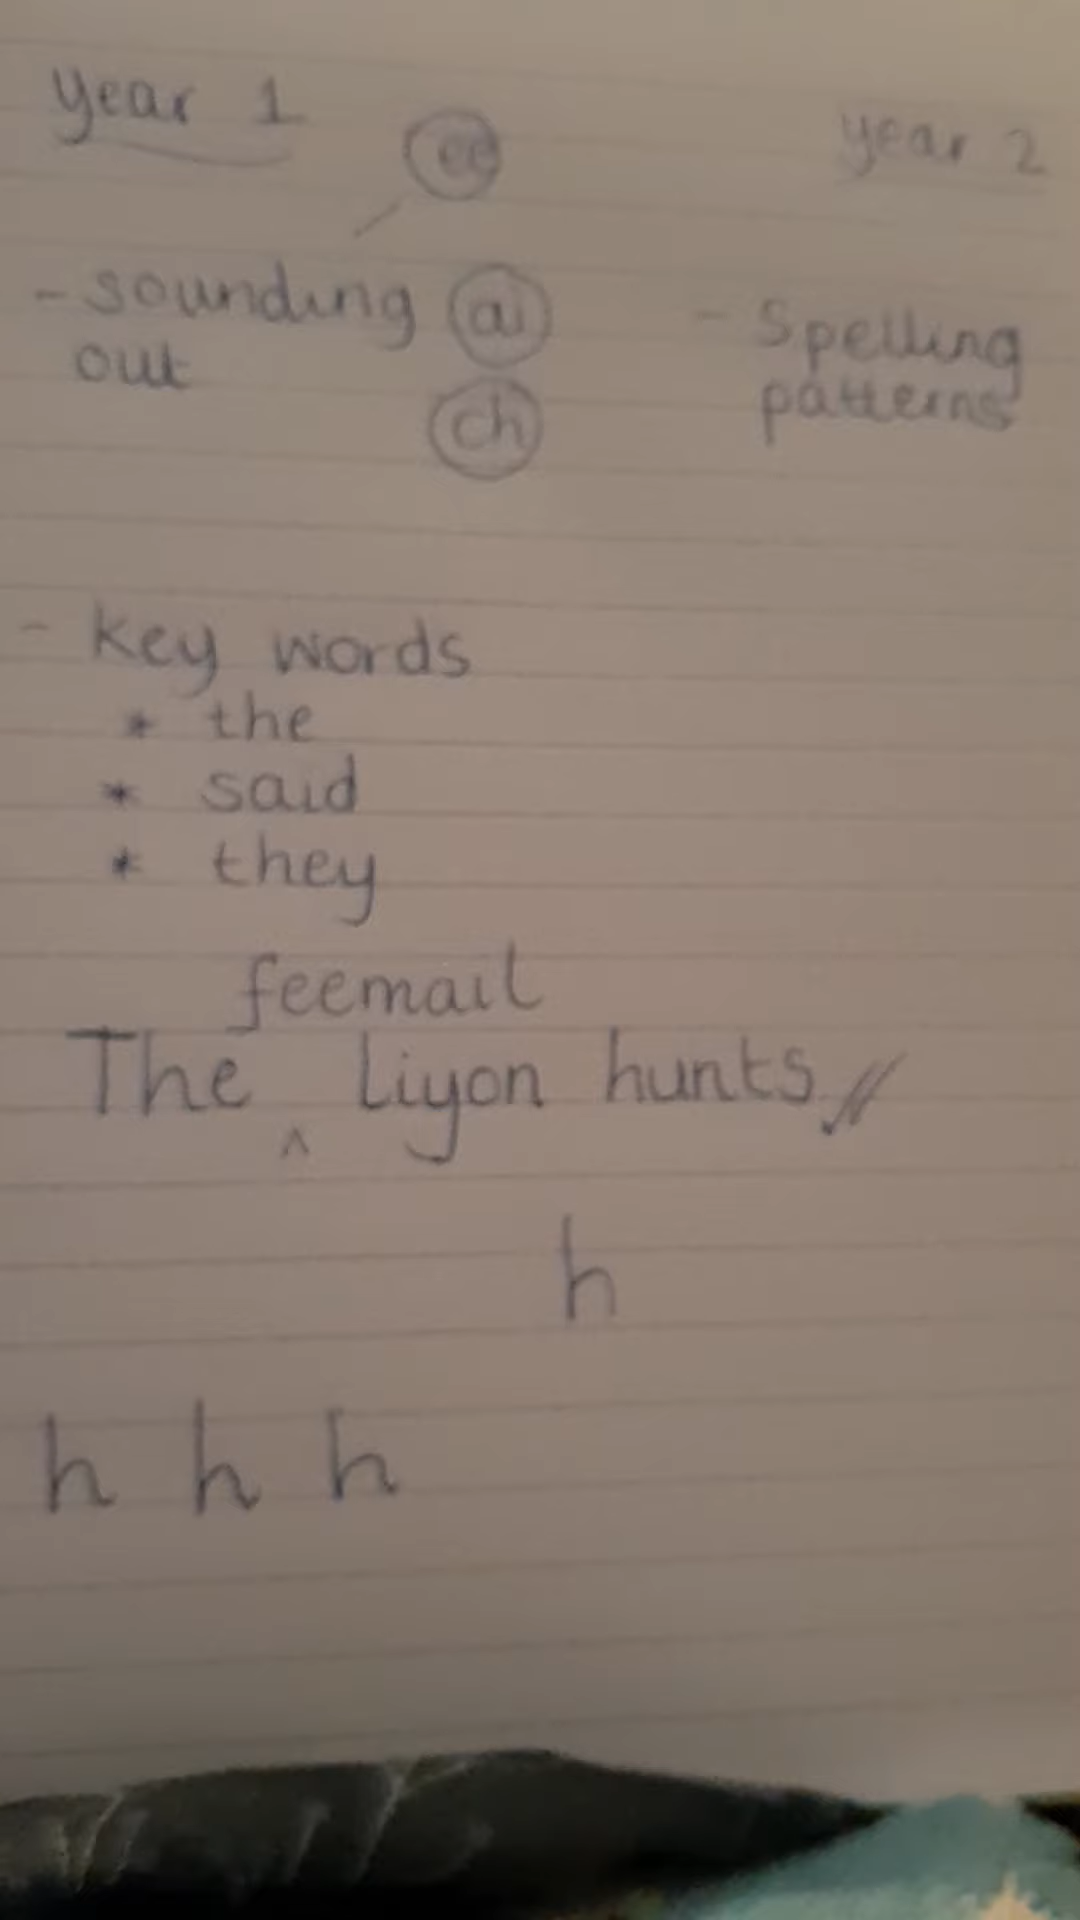 Year 1
ee
year 2
- sounding ai
out
ch
- Spelling
patterns
- key words
* the
* said
* they
feemail
The ^ Liyon hunts.//
h
h h h